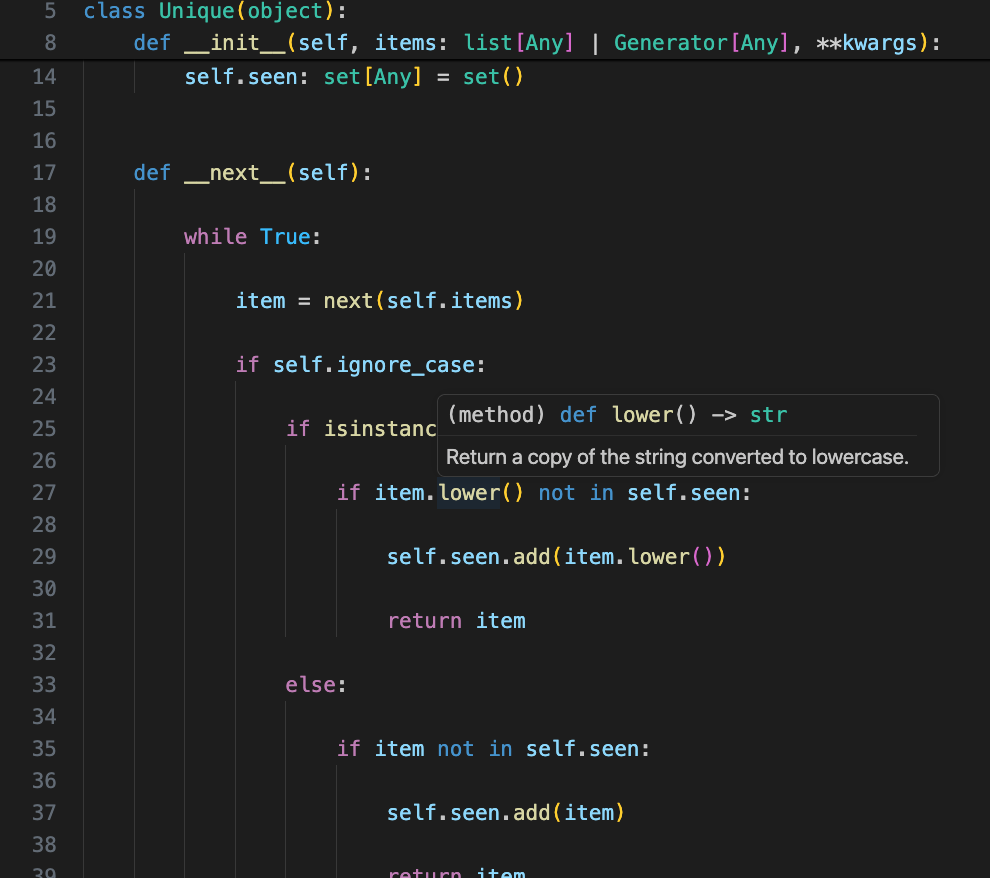 5 class Unique(object):
8 def __init__(self, items: list[Any] | Generator[Any], **kwargs):
14 self.seen: set[Any] = set()
15
16
17 def __next__(self):
18
19 while True:
20
21 item = next(self.items)
22
23 if self.ignore_case:
24
(method) def lower() -> str
25 if isinstanc
26
Return a copy of the string converted to lowercase.
27 if item.lower() not in self.seen:
28
29 self.seen.add(item.lower())
30
31 return item
32
33 else:
34
35 if item not in self.seen:
36
37 self.seen.add(item)
38
39 return item